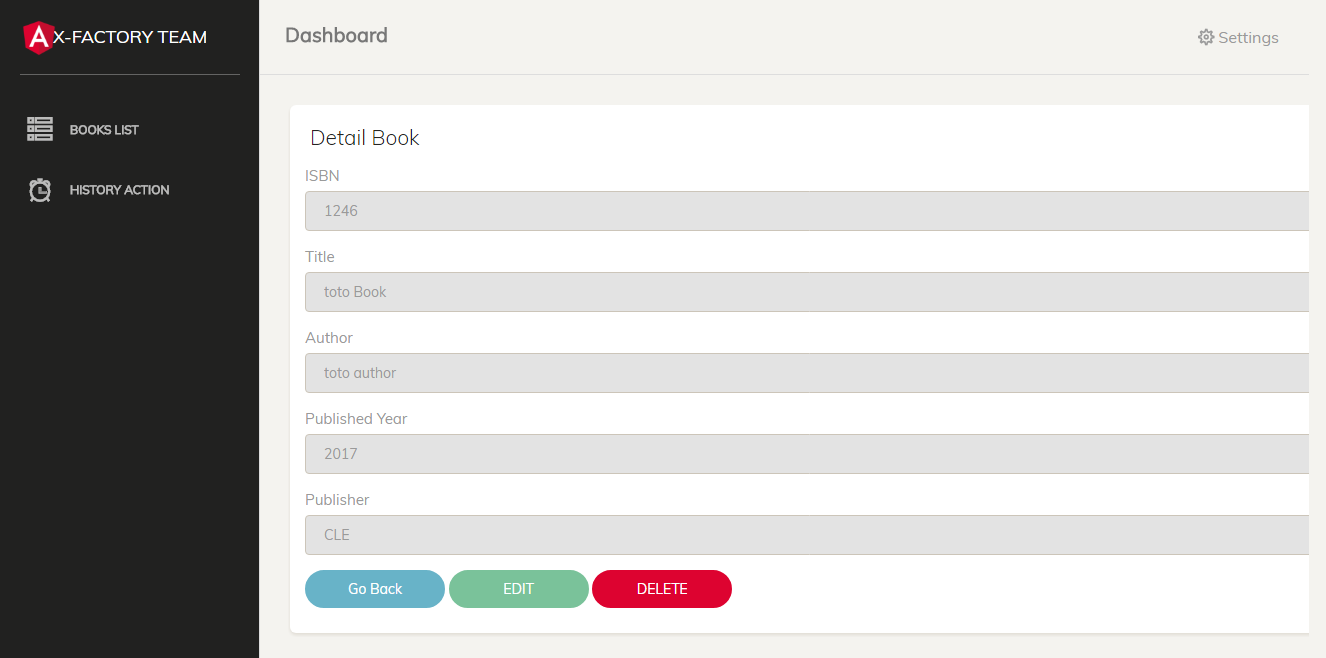 AX-FACTORY TEAM
Dashboard
Settings
BOOKS LIST
HISTORY ACTION
Detail Book
ISBN
1246
Title
toto Book
Author
toto author
Published Year
2017
Publisher
CLE
Go Back EDIT DELETE